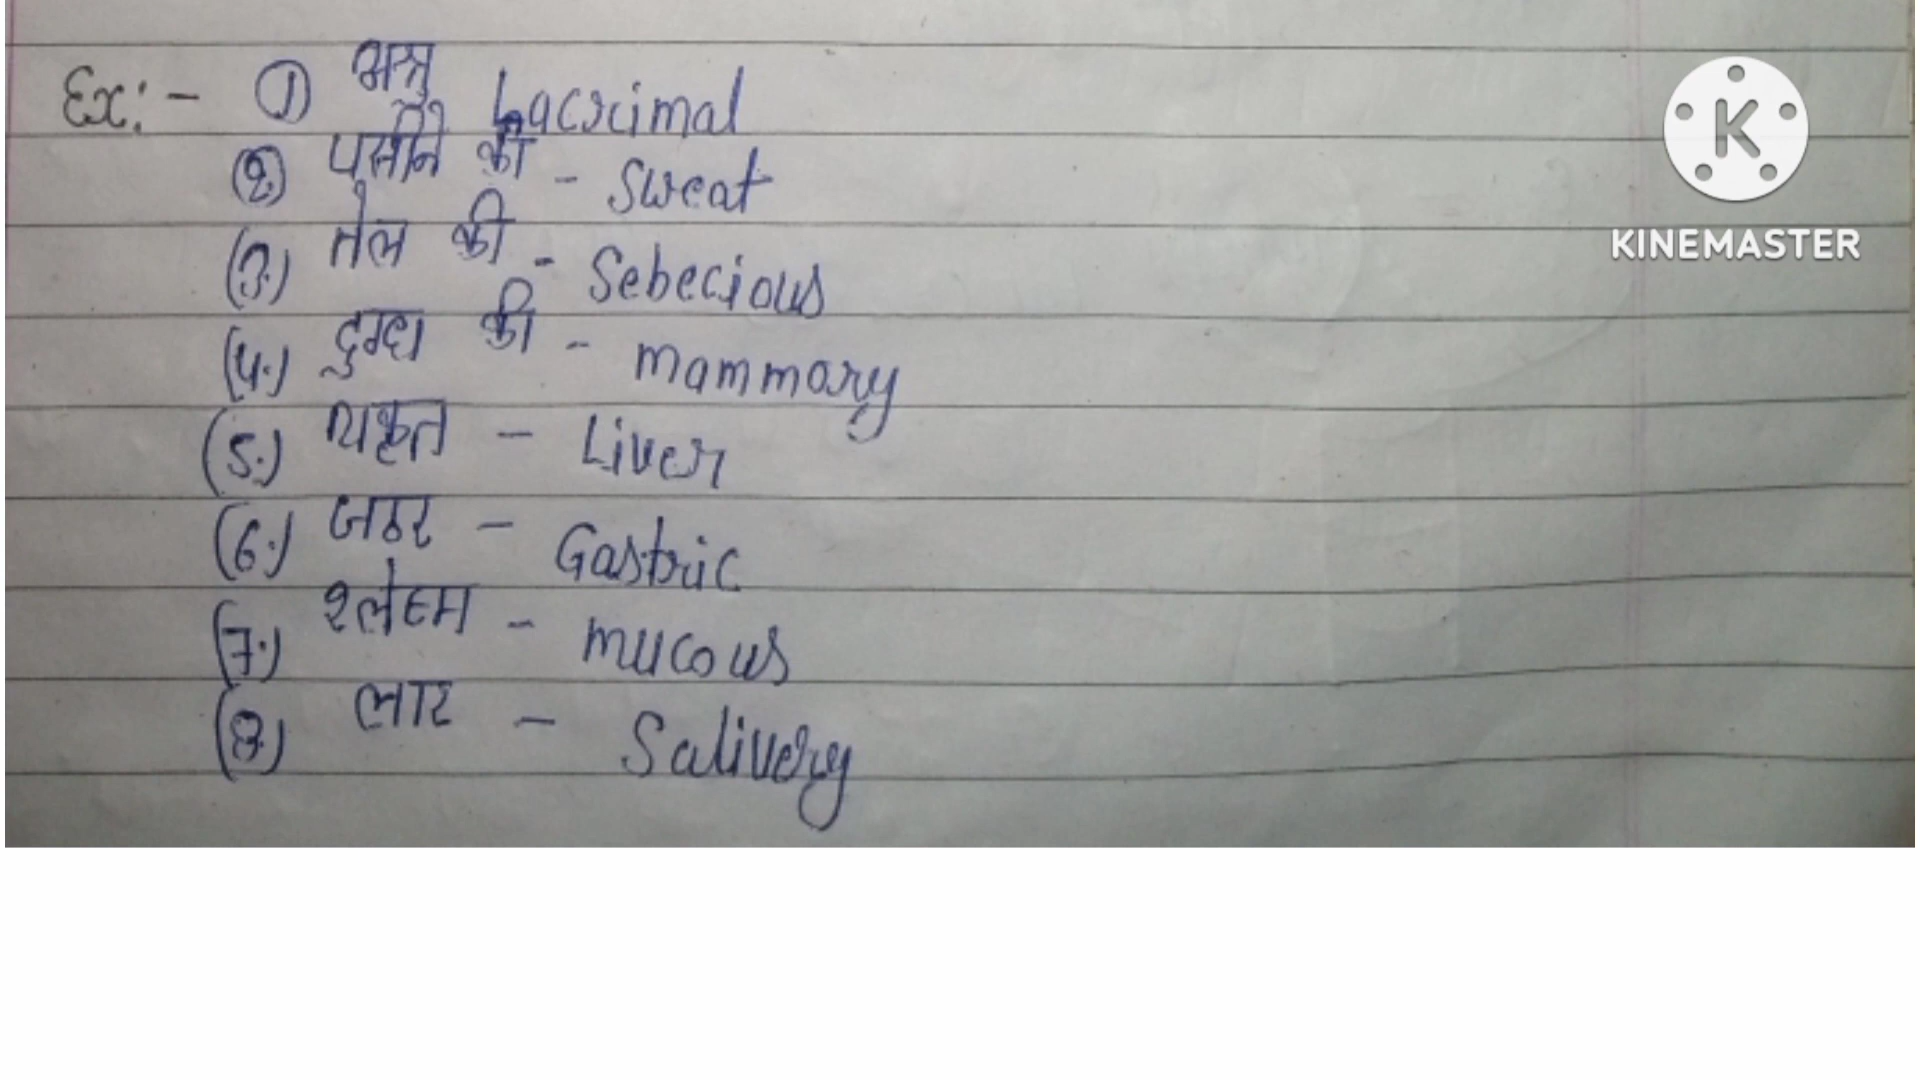 Ex:- (1) अश्रु Lacrimal
(2.) पसीने की - Sweat
(3.) तेल की - Sebecious
(4.) दुग्ध की - mammary
(5.) यकृत - Liver
(6.) जठर - Gastric
(7.) श्लेष्म - mucous
(8.) लार - Salivery
KINEMASTER